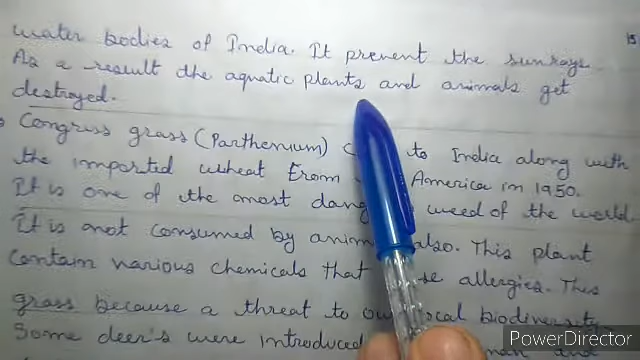 water bodies of India. It prevent the sunrays.
As a result the aquatic plants and animals get
destroyed.
Congress grass (Parthenium) to India along with
the imported wheat From America in 1950.
It is one of the most weed of the world
It is not consumed by also. This plant
Contain various chemicals that allergies. This
grass because a threat to local biodiversity.
Some deer's were introduced
15
PowerDirector